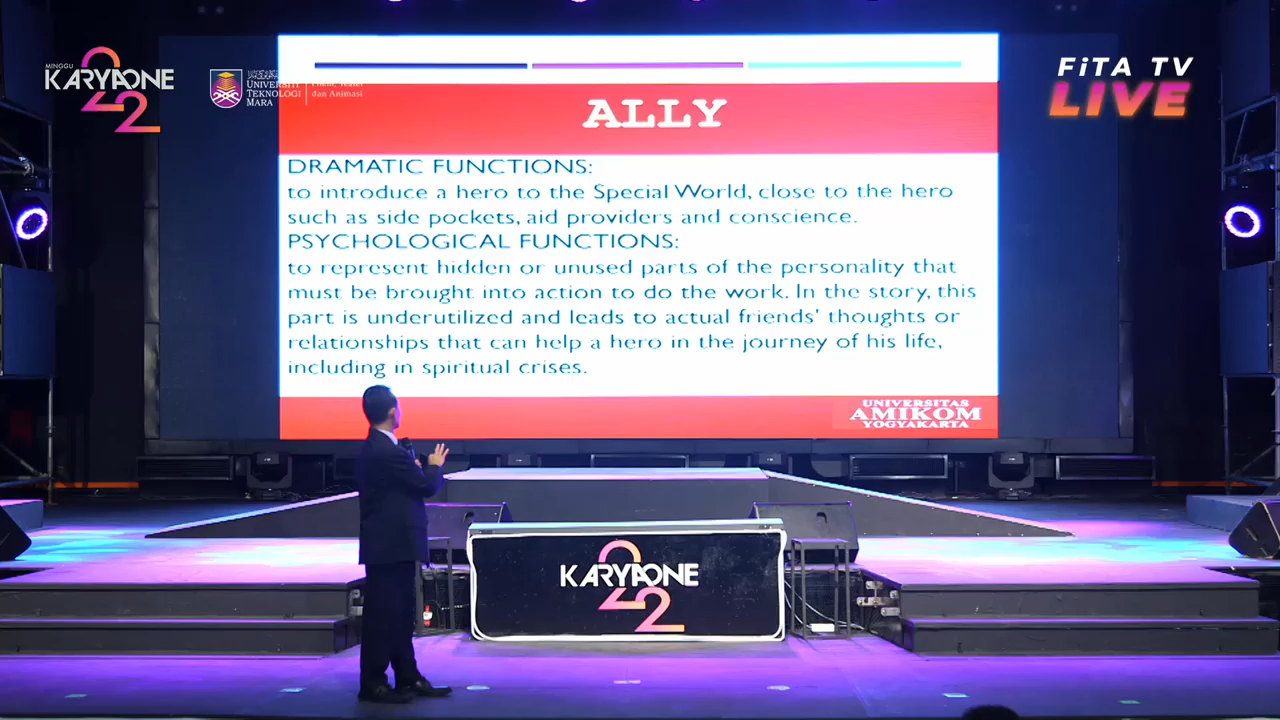 MINGGU
KARYAONE
22
UNIVERSITI
TEKNOLOGI
MARA
dan Animasi
FiTA TV
LIVE
ALLY
DRAMATIC FUNCTIONS:
to introduce a hero to the Special World, close to the hero
such as side pockets, aid providers and conscience.
PSYCHOLOGICAL FUNCTIONS:
to represent hidden or unused parts of the personality that
must be brought into action to do the work. In the story, this
part is underutilized and leads to actual friends' thoughts or
relationships that can help a hero in the journey of his life,
including in spiritual crises.
UNIVERSITAS
AMIKOM
YOGYAKARTA
KARYAONE
22